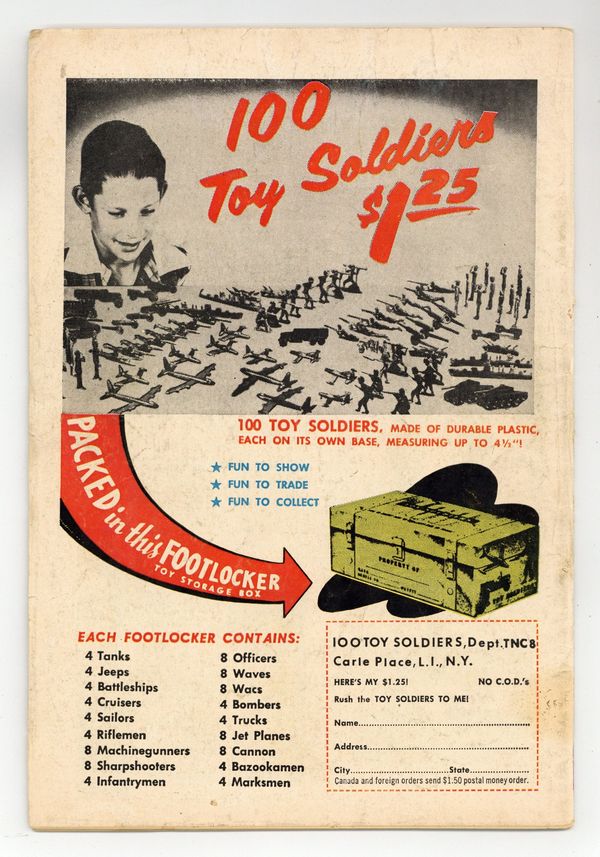 100
Toy Soldiers
$1.25
100 TOY SOLDIERS, MADE OF DURABLE PLASTIC,
EACH ON ITS OWN BASE, MEASURING UP TO 4½"!
★ FUN TO SHOW
★ FUN TO TRADE
★ FUN TO COLLECT
PACKED in this FOOTLOCKER
TOY STORAGE BOX
PROPERTY OF
EACH FOOTLOCKER CONTAINS:
4 Tanks
4 Jeeps
4 Battleships
4 Cruisers
4 Sailors
4 Riflemen
8 Machinegunners
8 Sharpshooters
4 Infantrymen
8 Officers
8 Waves
8 Wacs
4 Bombers
4 Trucks
8 Jet Planes
8 Cannon
4 Bazookamen
4 Marksmen
100 TOY SOLDIERS, Dept. TNC8
Carle Place, L.I., N.Y.
HERE'S MY $1.25! NO C.O.D.'s
Rush the TOY SOLDIERS TO ME!
Name
Address
City State
Canada and foreign orders send $1.50 postal money order.